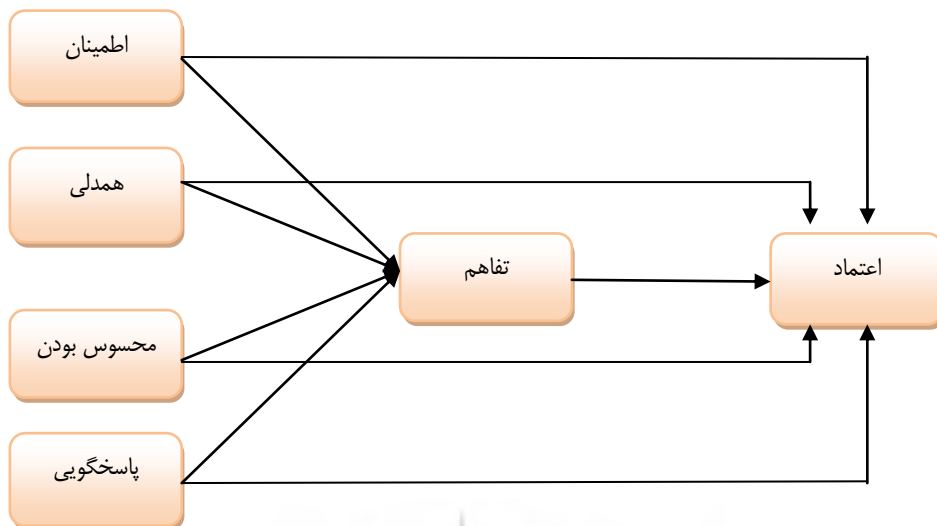 اطمینان
همدلی
تفاهم
اعتماد
محسوس بودن
پاسخگویی